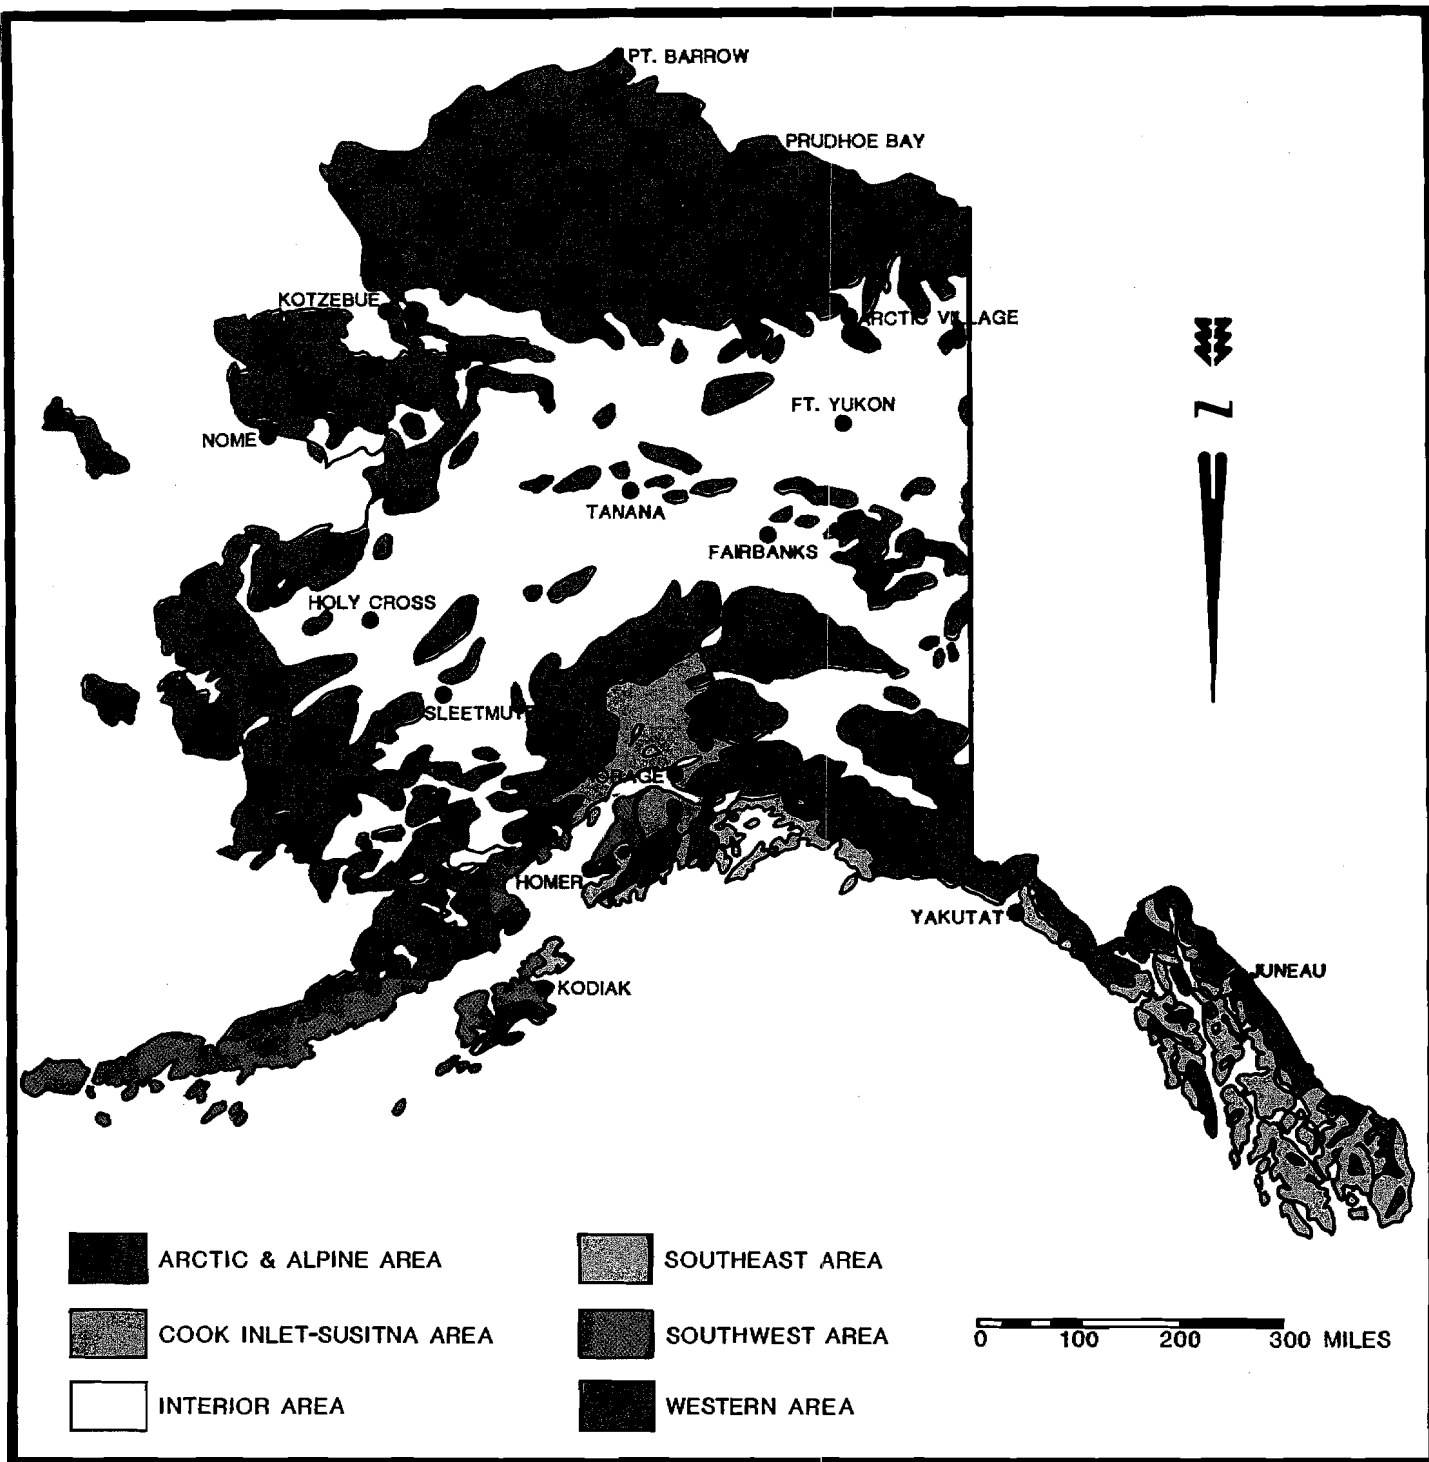 PT. BARROW
PRUDHOE BAY
KOTZEBUE
ARCTIC VILLAGE
FT. YUKON
NOME
TANANA
FAIRBANKS
HOLY CROSS
SLEETMUT
ORAGE
HOMER
YAKUTAT
JUNEAU
KODIAK
N
ARCTIC & ALPINE AREA
SOUTHEAST AREA
COOK INLET-SUSITNA AREA
SOUTHWEST AREA
0 100 200 300 MILES
INTERIOR AREA
WESTERN AREA